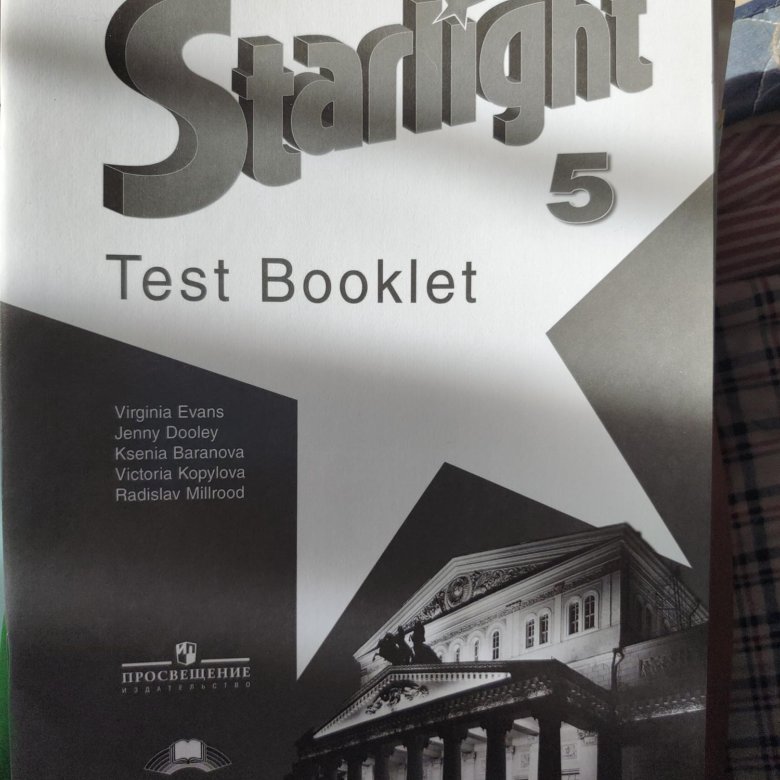 Starlight
5
Test Booklet
Virginia Evans
Jenny Dooley
Ksenia Baranova
Victoria Kopylova
Radislav Millrood
ПРОСВЕЩЕНИЕ
ИЗДАТЕЛЬСТВО